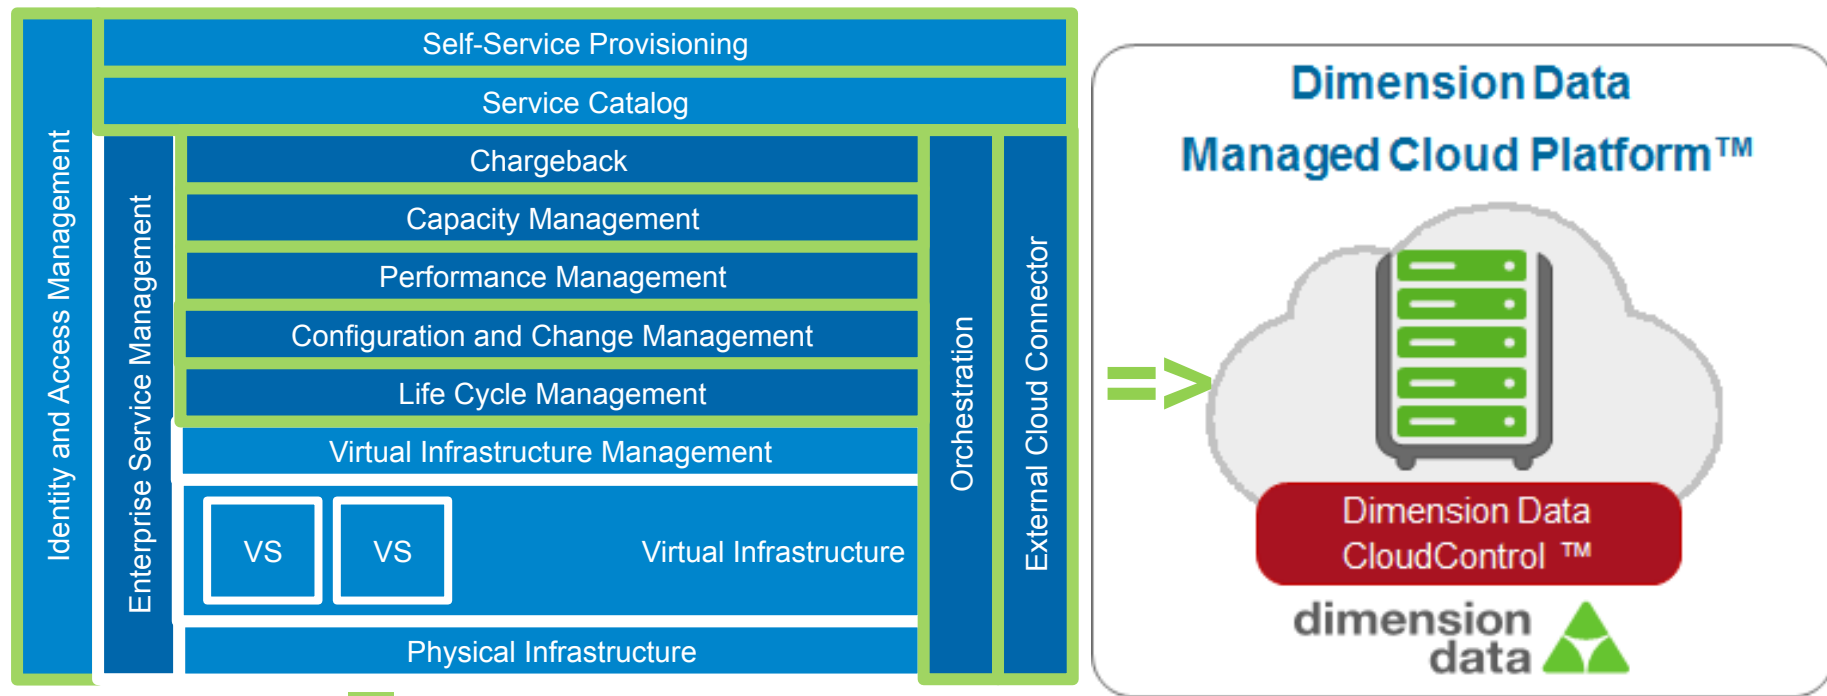 Identity and Access Management
Self-Service Provisioning
Service Catalog
Enterprise Service Management
Chargeback
Capacity Management
Performance Management
Configuration and Change Management
Life Cycle Management
Virtual Infrastructure Management
VS
VS
Virtual Infrastructure
Physical Infrastructure
Orchestration
External Cloud Connector
=>
Dimension Data
Managed Cloud Platform™
Dimension Data
CloudControl ™
dimension
data